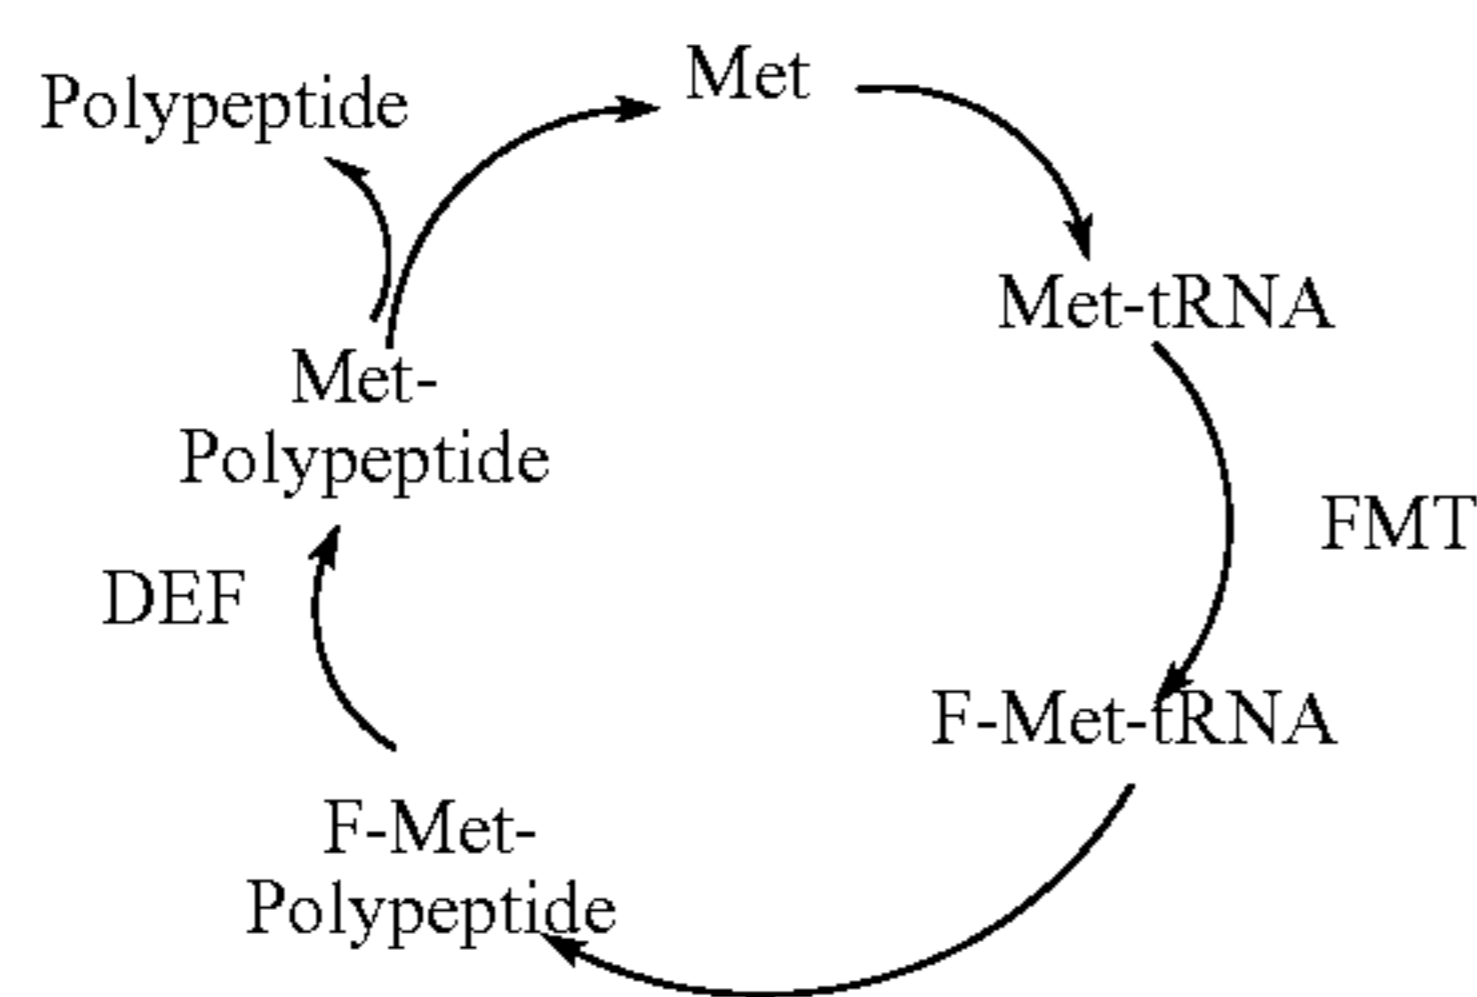 Polypeptide
Met
Met-tRNA
FMT
F-Met-tRNA
F-Met-
Polypeptide
DEF
Met-
Polypeptide